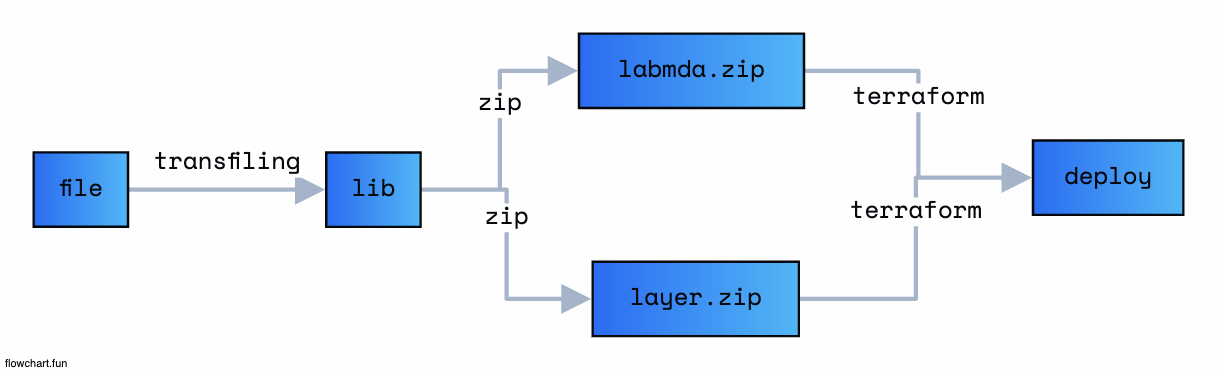 labmda.zip
zip
terraform
transfiling
file
lib
deploy
zip
terraform
layer.zip
flowchart.fun